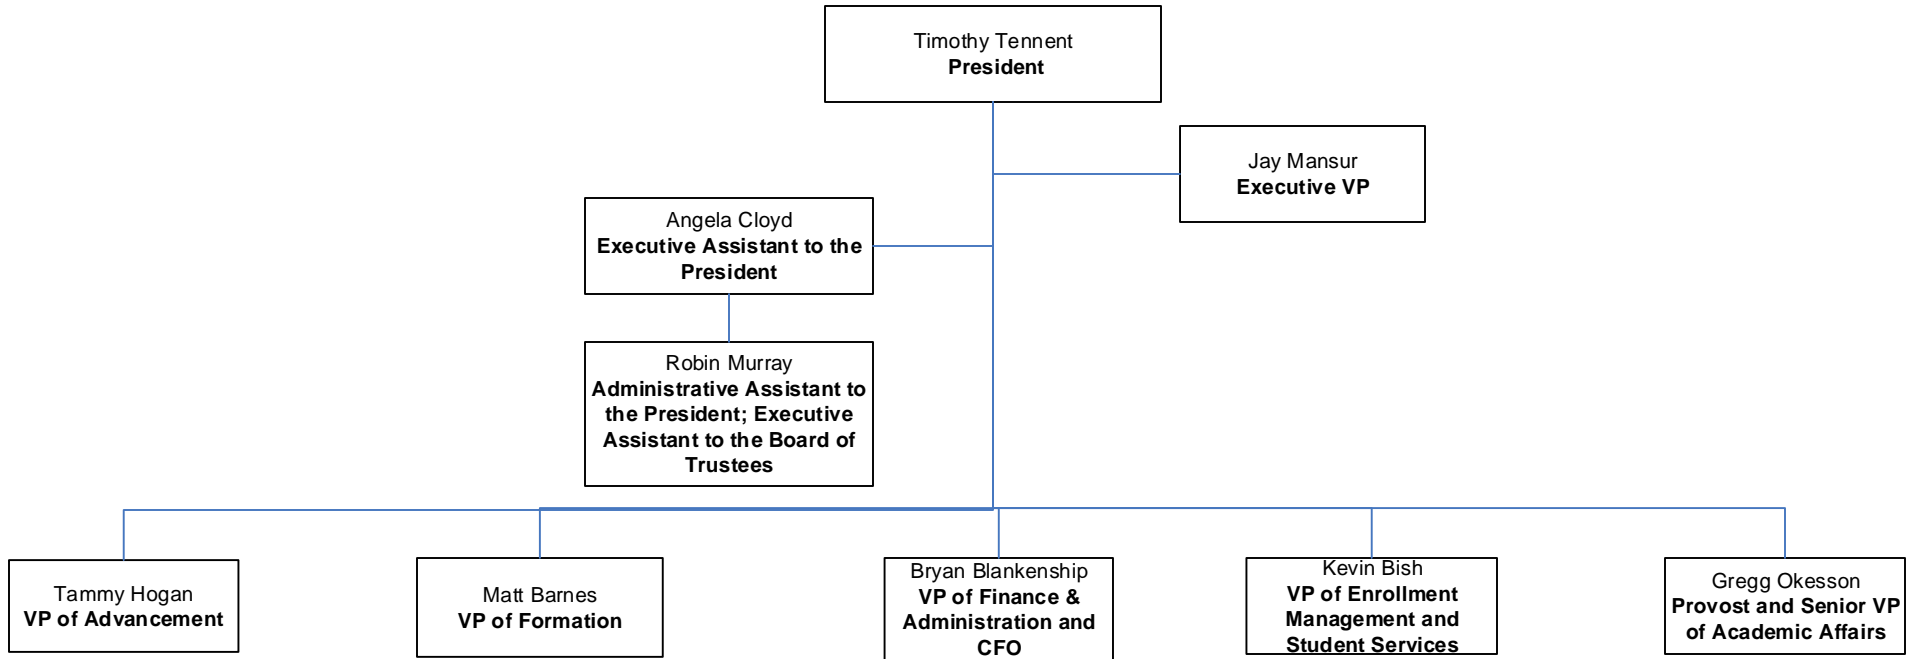 Timothy Tennent
President
Jay Mansur
Executive VP
Angela Cloyd
Executive Assistant to the
President
Robin Murray
Administrative Assistant to
the President; Executive
Assistant to the Board of
Trustees
Tammy Hogan
VP of Advancement
Matt Barnes
VP of Formation
Bryan Blankenship
VP of Finance &
Administration and
CFO
Kevin Bish
VP of Enrollment
Management and
Student Services
Gregg Okesson
Provost and Senior VP
of Academic Affairs